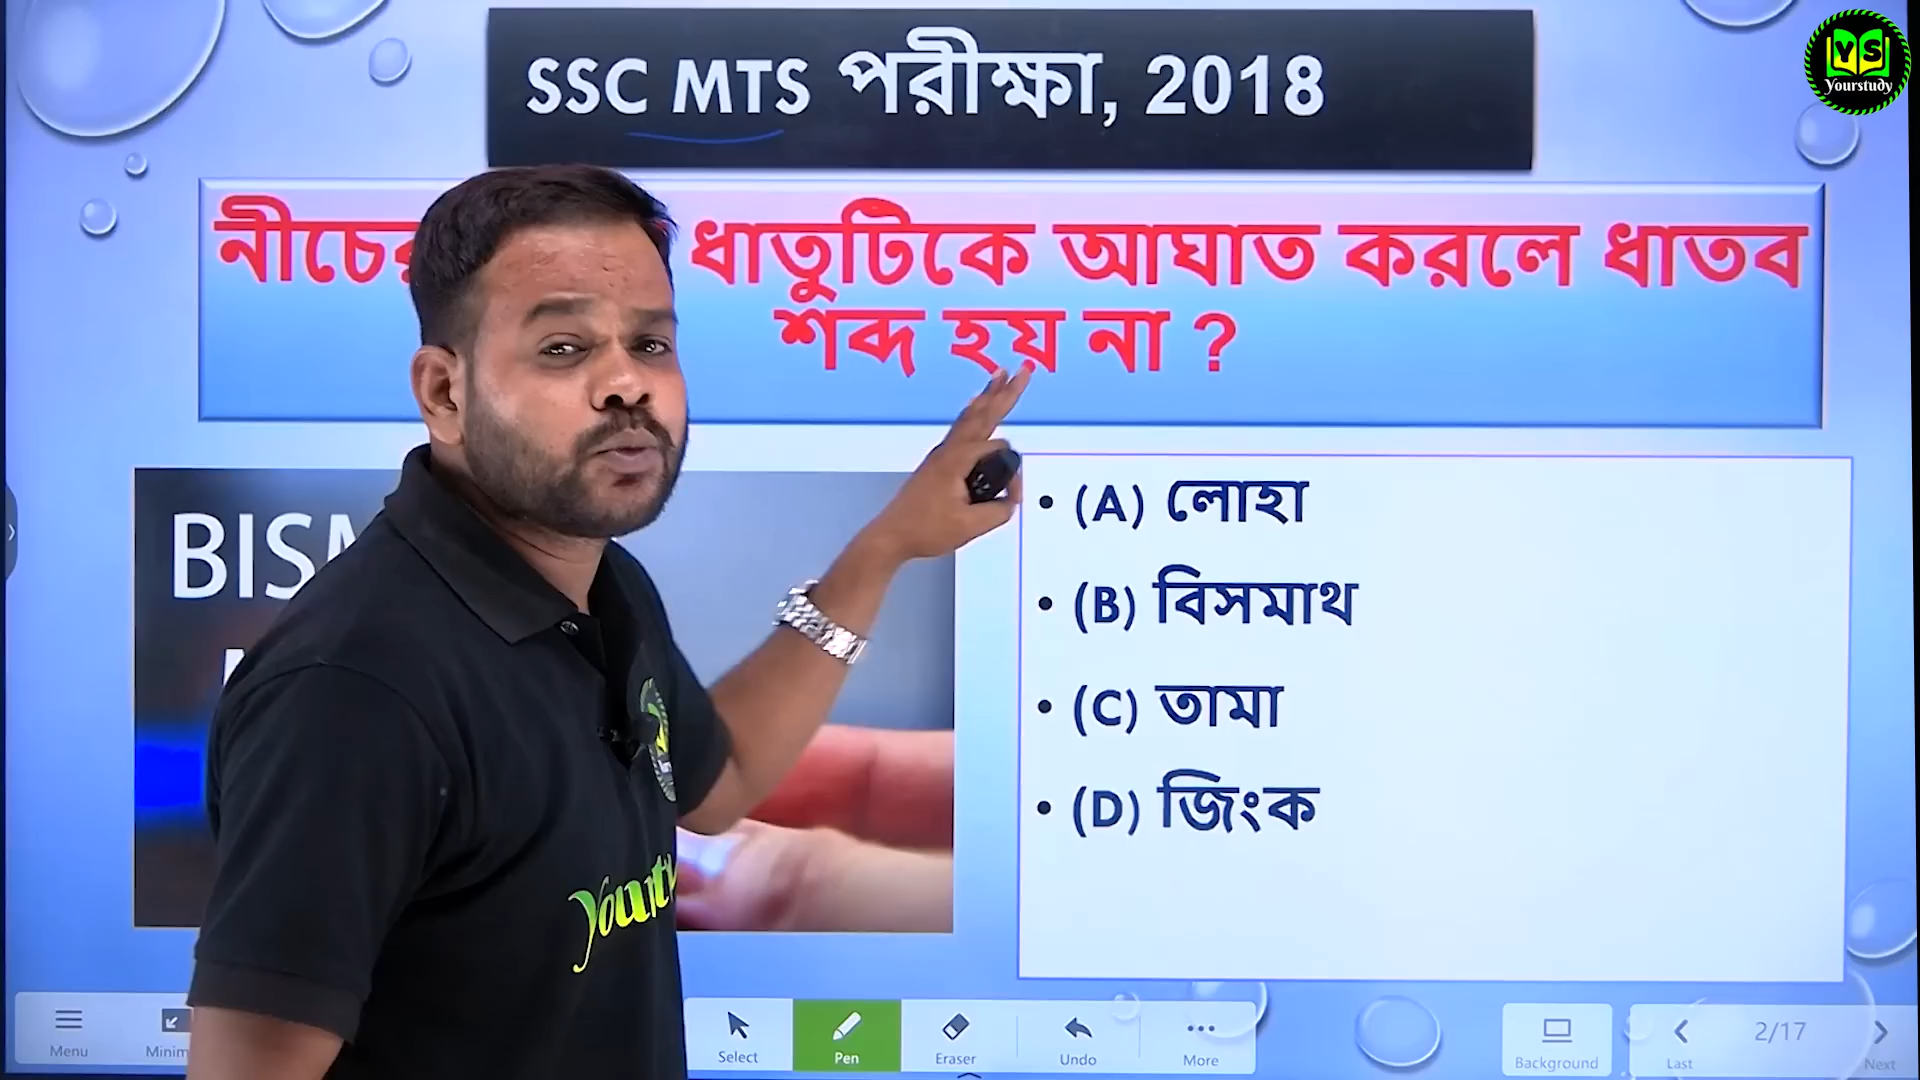 SSC MTS পরীক্ষা, 2018
YS
Yourstudy
নীচের ধাতুটিকে আঘাত করলে ধাতব
শব্দ হয় না ?
• (A) লোহা
• (B) বিসমাথ
• (C) তামা
• (D) জিংক
Menu
Select
Pen
Eraser
Undo
More
Background
Last
2/17
Next